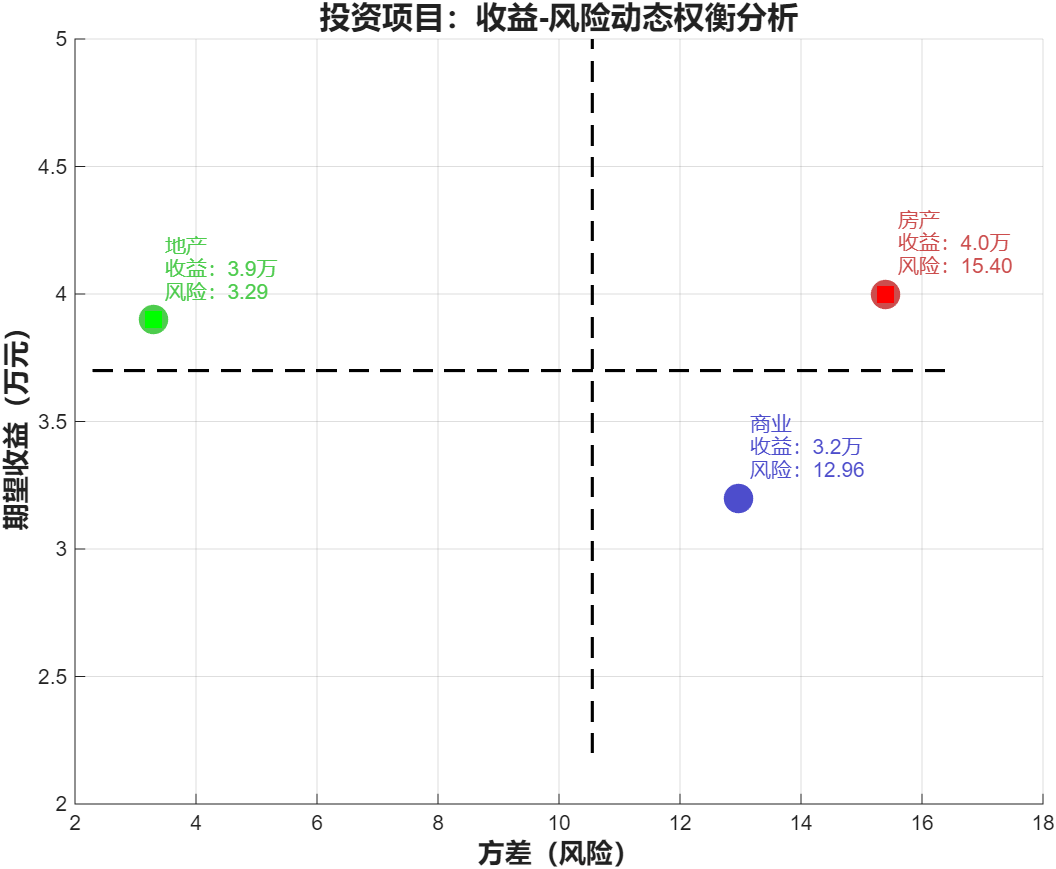 投资项目：收益-风险动态权衡分析
期望收益（万元）
5
4.5
4
3.5
3
2.5
2
地产
收益：3.9万
风险：3.29
房产
收益：4.0万
风险：15.40
商业
收益：3.2万
风险：12.96
2
4
6
8
10
12
14
16
18
方差（风险）